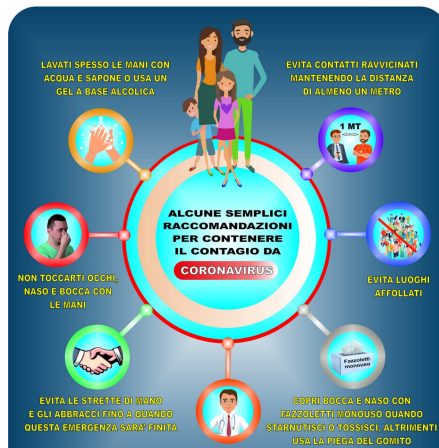 LAVATI SPESSO LE MANI CON
ACQUA E SAPONE O USA UN
GEL A BASE ALCOLICA
EVITA CONTATTI RAVVICINATI
MANTENENDO LA DISTANZA
DI ALMENO UN METRO
1 MT
ALCUNE SEMPLICI
RACCOMANDAZIONI
PER CONTENERE
IL CONTAGIO DA
CORONAVIRUS
NON TOCCARTI OCCHI,
NASO E BOCCA CON
LE MANI
EVITA LUOGHI
AFFOLLATI
Fazzoletti
monouso
EVITA LE STRETTE DI MANO
E GLI ABBRACCI FINO A QUANDO
QUESTA EMERGENZA SARA' FINITA
COPRI BOCCA E NASO CON
FAZZOLETTI MONOUSO QUANDO
STARNUTISCI O TOSSISCI. ALTRIMENTI
USA LA PIEGA DEL GOMITO